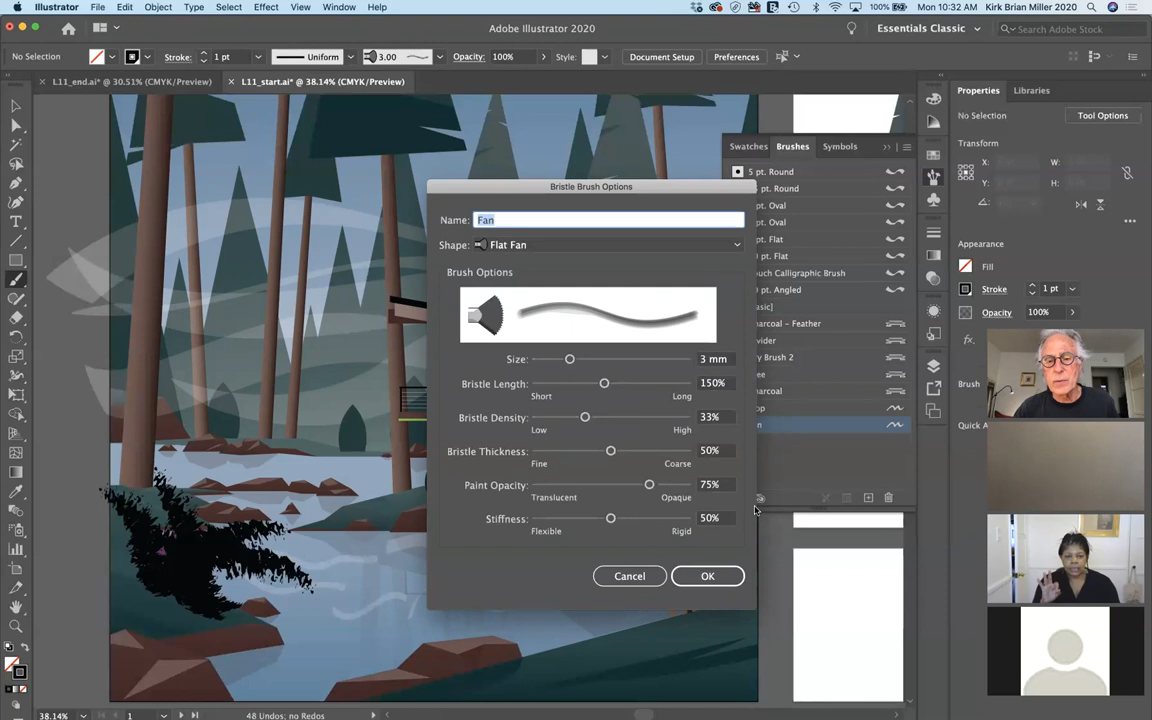 Illustrator File Edit Object Type Select Effect View Window Help
100% Mon 10:32 AM Kirk Brian Miller 2020
Adobe Illustrator 2020
Essentials Classic
Search Adobe Stock
No Selection
Stroke: 1 pt
Uniform
3.00
Opacity: 100%
Style:
Document Setup
Preferences
L11_end.ai* @ 30.51% (CMYK/Preview)
L11_start.ai* @ 38.14% (CMYK/Preview)
Properties Libraries
No Selection
Tool Options
Transform
X:
W:
Y:
H:
Appearance
Fill
Stroke 1 pt
Opacity 100%
Brush
Quick A
Swatches Brushes Symbols
5 pt. Round
pt. Round
pt. Oval
pt. Oval
pt. Flat
pt. Flat
ouch Calligraphic Brush
pt. Angled
asic]
harcoal - Feather
vider
ry Brush 2
ee
harcoal
op
n
Bristle Brush Options
Name: Fan
Shape: Flat Fan
Brush Options
Size: 3 mm
Bristle Length: 150%
Short Long
Bristle Density: 33%
Low High
Bristle Thickness: 50%
Fine Coarse
Paint Opacity: 75%
Translucent Opaque
Stiffness: 50%
Flexible Rigid
Cancel
OK
38.14%
1
48 Undos; no Redos